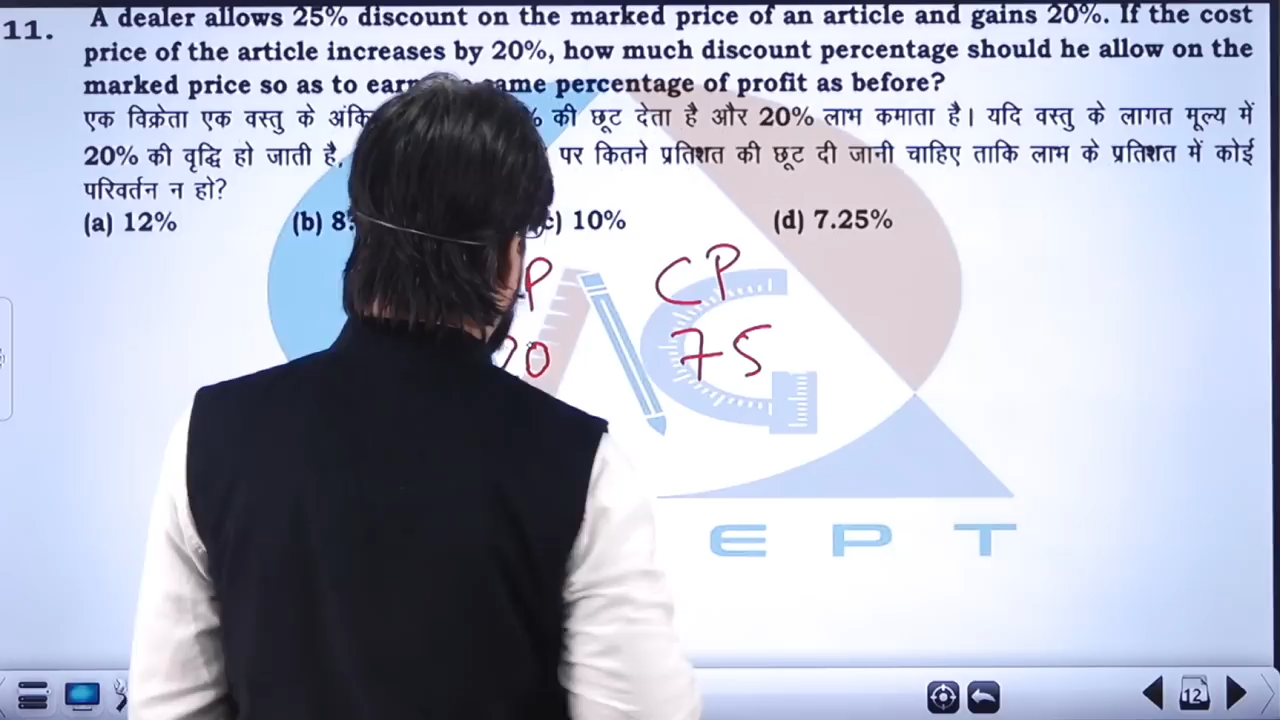 11. A dealer allows 25% discount on the marked price of an article and gains 20%. If the cost
price of the article increases by 20%, how much discount percentage should he allow on the
marked price so as to earn same percentage of profit as before?
एक विक्रेता एक वस्तु के की छूट देता है और 20% लाभ कमाता है। यदि वस्तु के लागत मूल्य में
20% की वृद्धि हो जाती है, पर कितने प्रतिशत की छूट दी जानी चाहिए ताकि लाभ के प्रतिशत में कोई
परिवर्तन न हो?
(a) 12% (b) (c) 10% (d) 7.25%
P CP
75
E P T
12